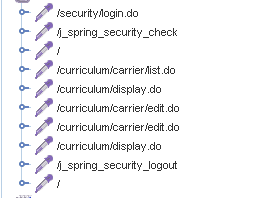 /security/login.do
/j_spring_security_check
/
/curriculum/carrier/list.do
/curriculum/display.do
/curriculum/carrier/edit.do
/curriculum/carrier/edit.do
/curriculum/display.do
/j_spring_security_logout
/